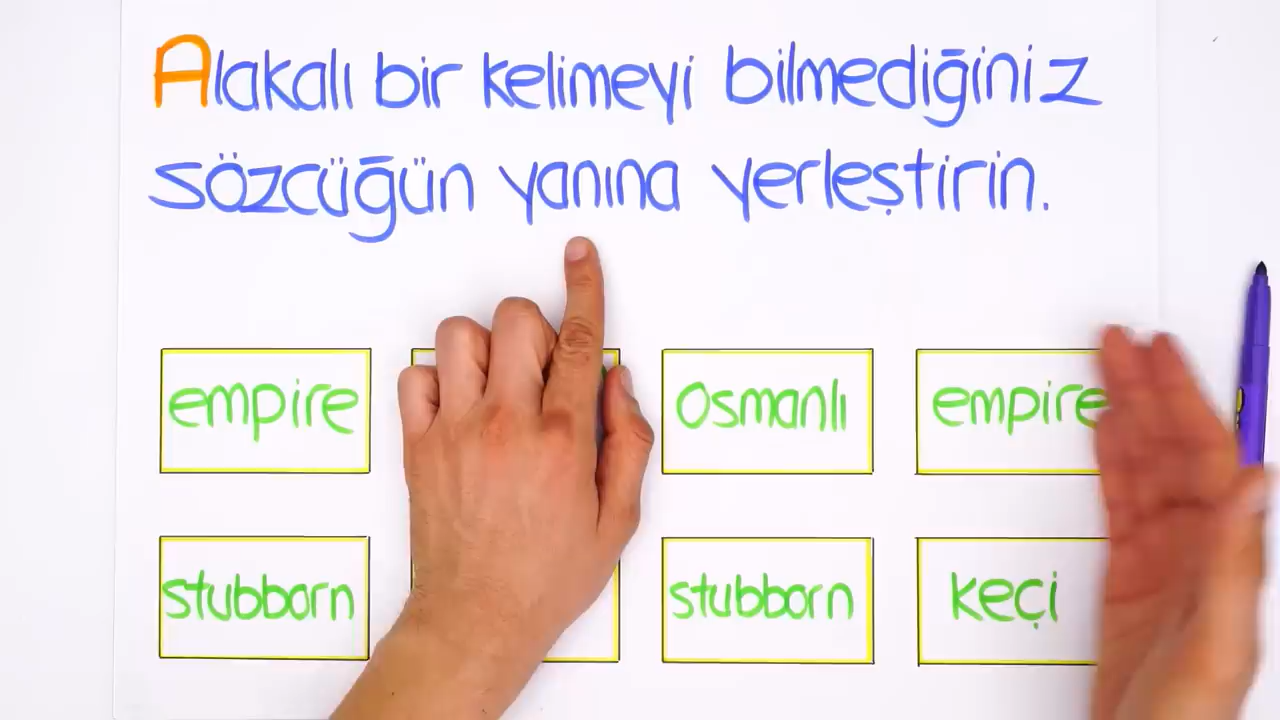 Alakalı bir kelimeyi bilmediğiniz
sözcüğün yanına yerleştirin.
empire Osmanlı empire
stubborn stubborn keçi